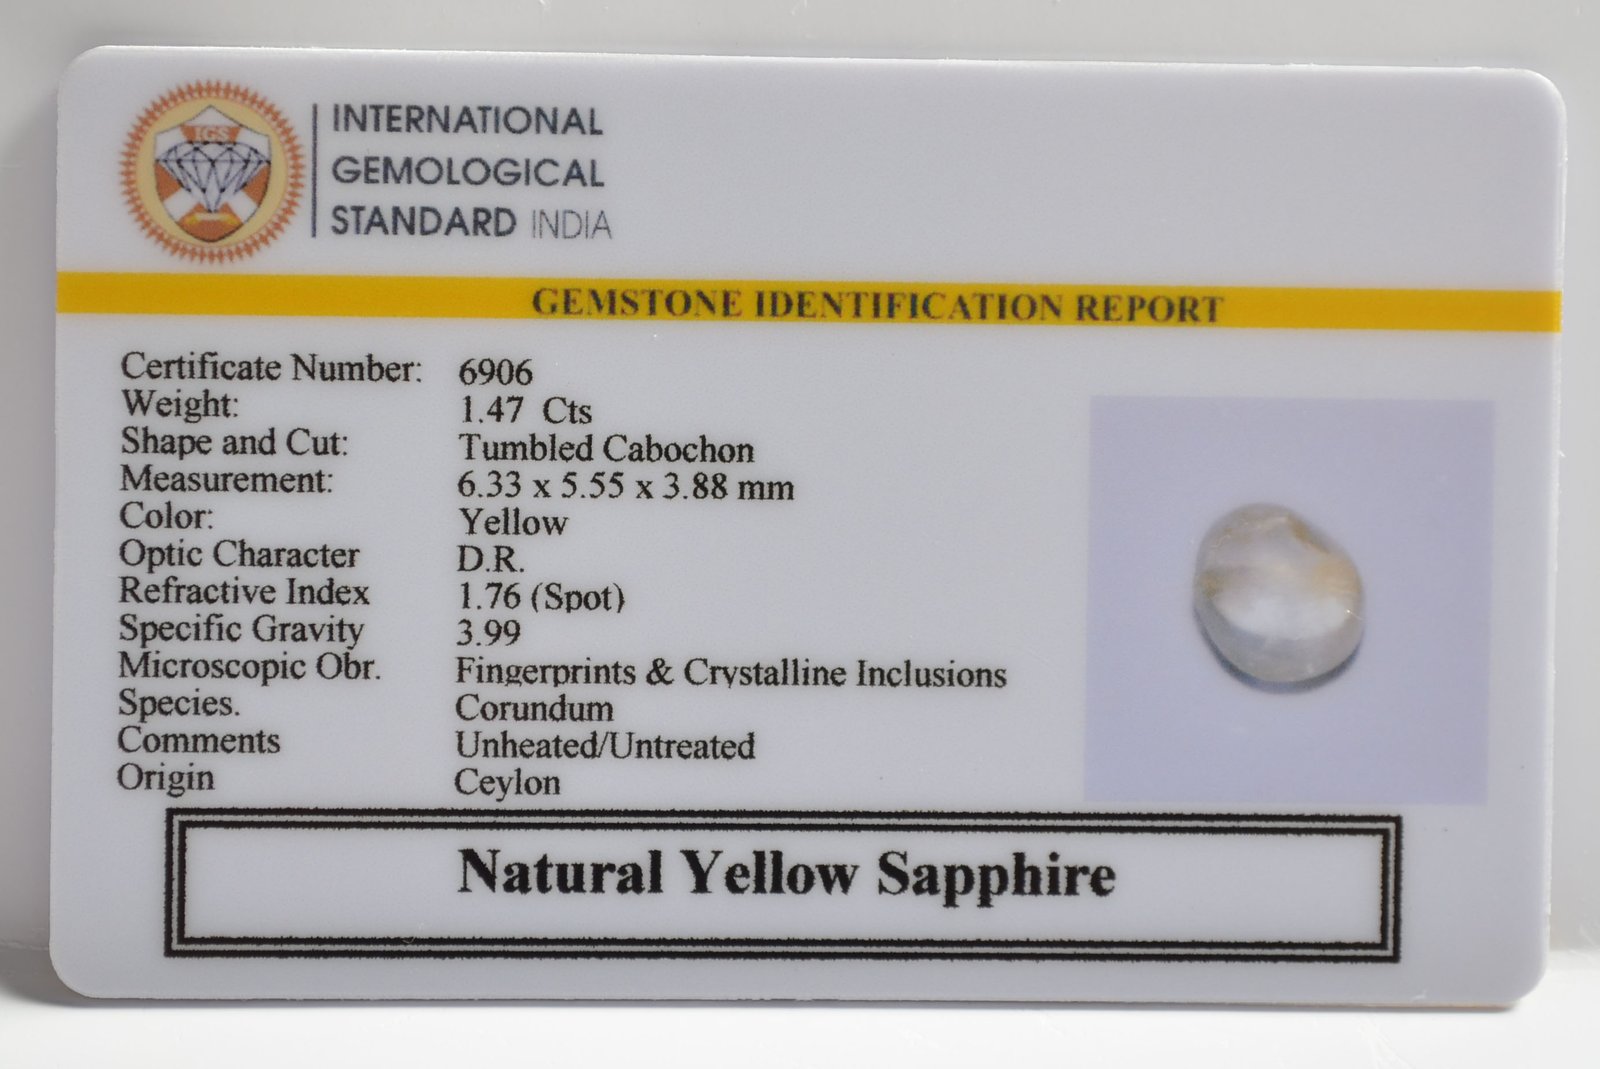 IGS
INTERNATIONAL
GEMOLOGICAL
STANDARD INDIA
GEMSTONE IDENTIFICATION REPORT
Certificate Number: 6906
Weight: 1.47 Cts
Shape and Cut: Tumbled Cabochon
Measurement: 6.33 x 5.55 x 3.88 mm
Color: Yellow
Optic Character D.R.
Refractive Index 1.76 (Spot)
Specific Gravity 3.99
Microscopic Obr. Fingerprints & Crystalline Inclusions
Species. Corundum
Comments Unheated/Untreated
Origin Ceylon
Natural Yellow Sapphire